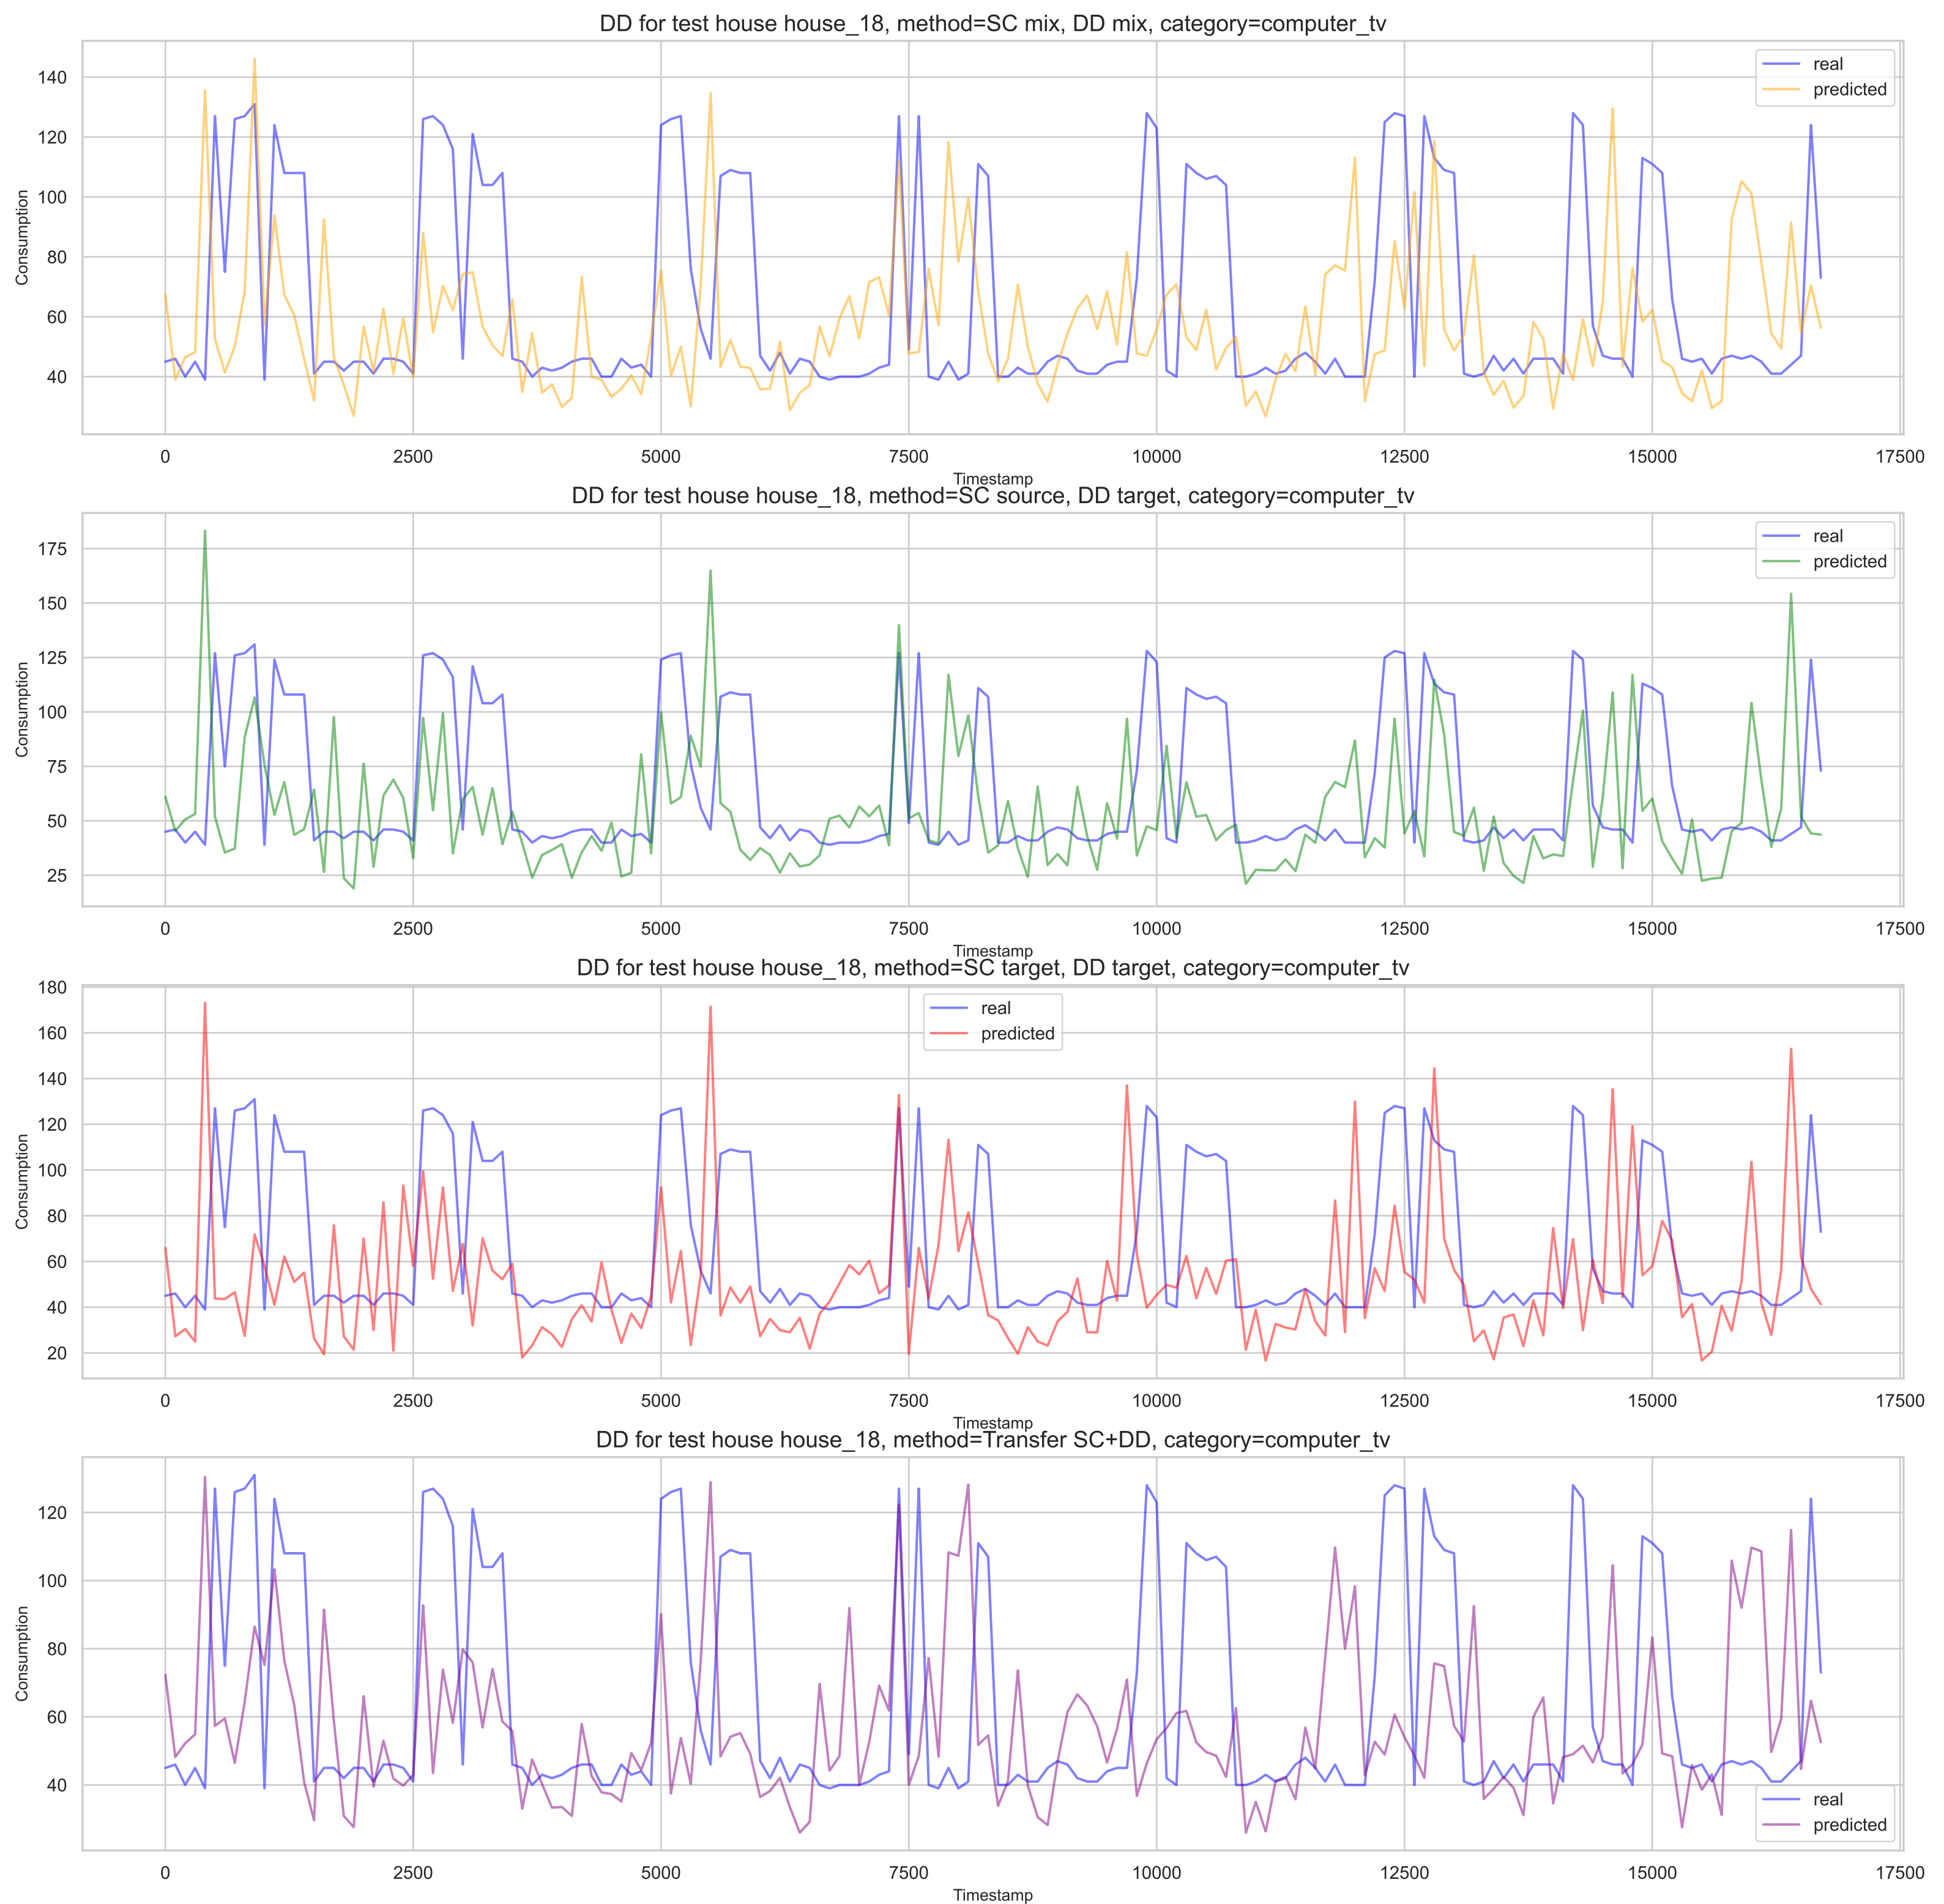 DD for test house house_18, method=SC mix, DD mix, category=computer_tv
real
predicted
Consumption
140
120
100
80
60
40
0 2500 5000 7500 10000 12500 15000 17500
Timestamp
DD for test house house_18, method=SC source, DD target, category=computer_tv
real
predicted
Consumption
175
150
125
100
75
50
25
0 2500 5000 7500 10000 12500 15000 17500
Timestamp
DD for test house house_18, method=SC target, DD target, category=computer_tv
real
predicted
Consumption
180
160
140
120
100
80
60
40
20
0 2500 5000 7500 10000 12500 15000 17500
Timestamp
DD for test house house_18, method=Transfer SC+DD, category=computer_tv
Consumption
120
100
80
60
40
real
predicted
0 2500 5000 7500 10000 12500 15000 17500
Timestamp